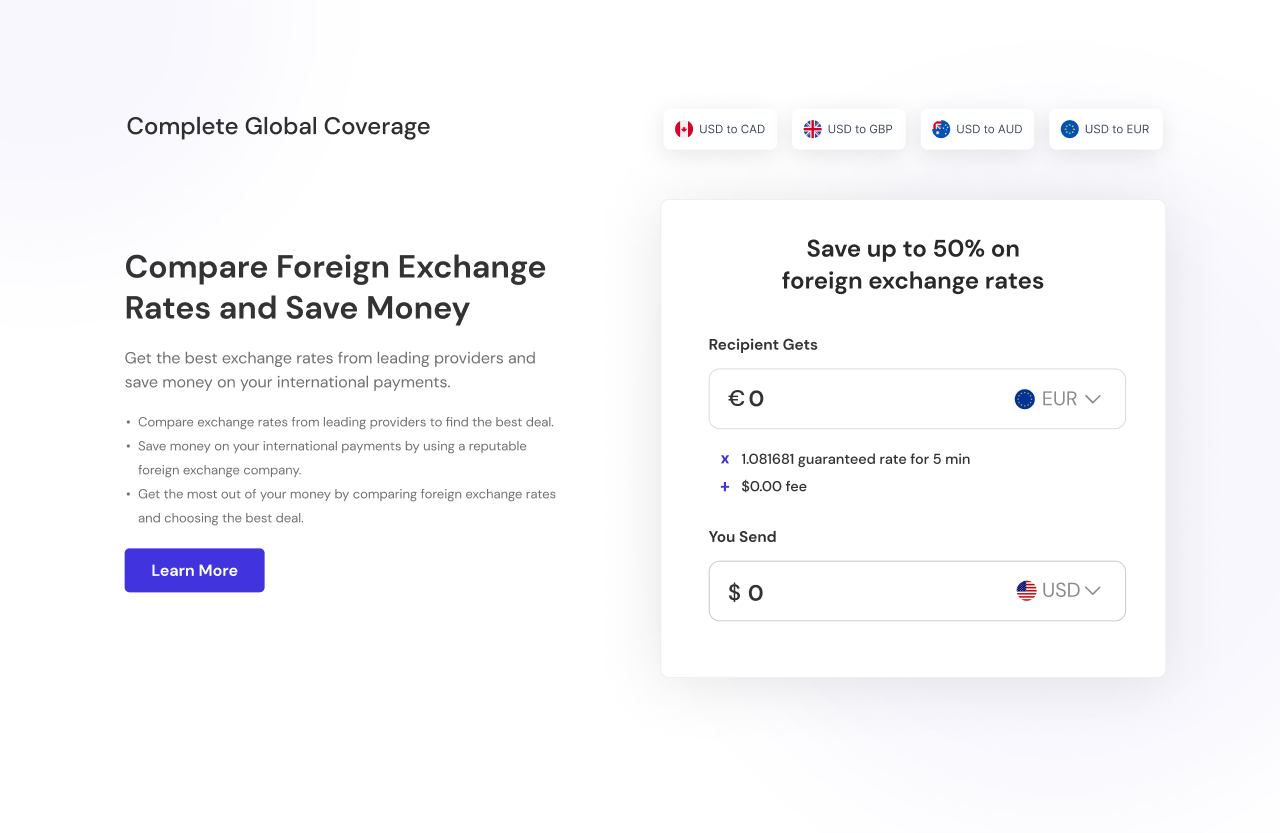 Complete Global Coverage
USD to CAD
USD to GBP
USD to AUD
USD to EUR
Compare Foreign Exchange
Rates and Save Money
Get the best exchange rates from leading providers and
save money on your international payments.
• Compare exchange rates from leading providers to find the best deal.
• Save money on your international payments by using a reputable
foreign exchange company.
• Get the most out of your money by comparing foreign exchange rates
and choosing the best deal.
Learn More
Save up to 50% on
foreign exchange rates
Recipient Gets
€ 0
EUR
x 1.081681 guaranteed rate for 5 min
+ $0.00 fee
You Send
$ 0
USD